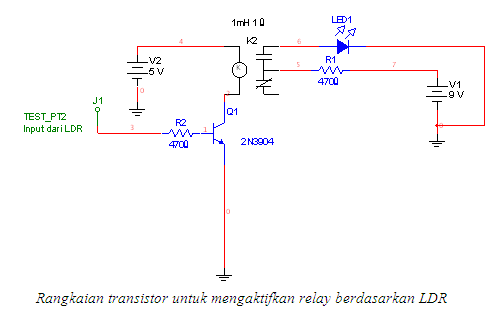 1mH 1Ω
LED1
K2
4
6
V2
5 V
5
R1
7
470Ω
K
V1
9 V
0
J1
Q1
TEST_PT2
Input dari LDR
R2
3
1
470Ω
2N3904
0
Rangkaian transistor untuk mengaktifkan relay berdasarkan LDR